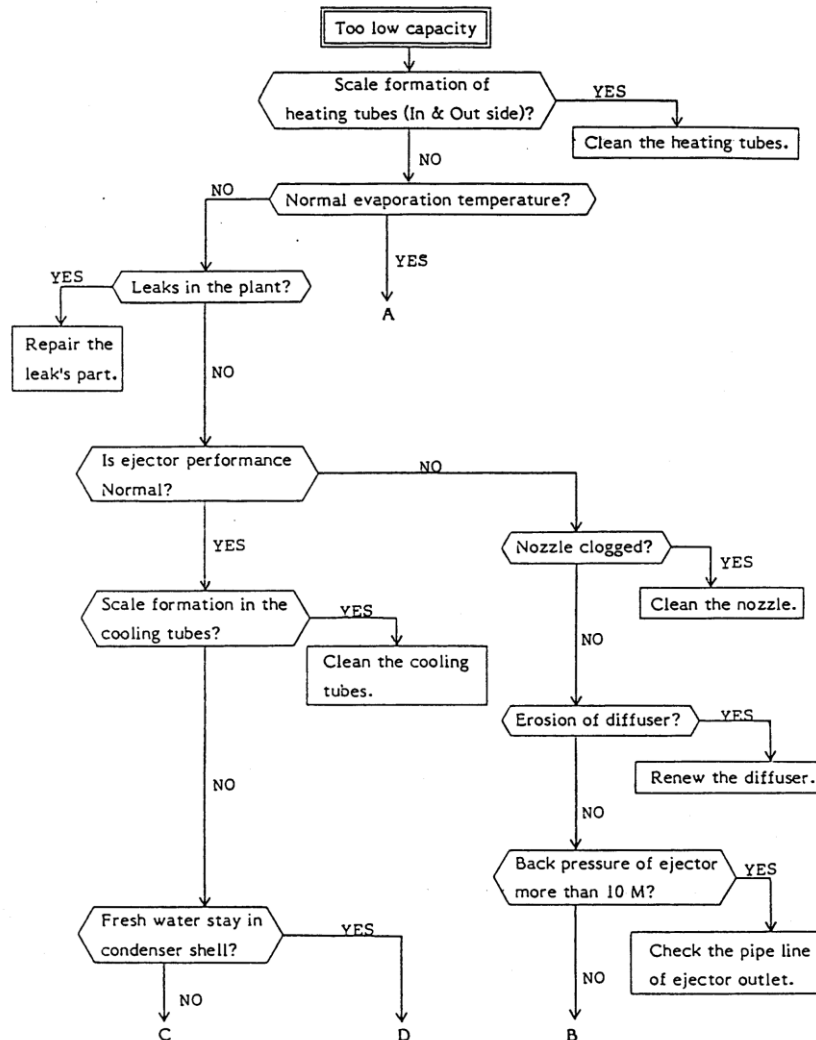 Too low capacity
Scale formation of
heating tubes (In & Out side)?
YES
Clean the heating tubes.
NO
NO
Normal evaporation temperature?
YES
A
YES
Leaks in the plant?
Repair the
leak's part.
NO
Is ejector performance
Normal?
NO
YES
Nozzle clogged?
YES
Clean the nozzle.
Scale formation in the
cooling tubes?
YES
Clean the cooling
tubes.
NO
Erosion of diffuser?
YES
Renew the diffuser.
NO
NO
Back pressure of ejector
more than 10 M?
YES
Check the pipe line
of ejector outlet.
Fresh water stay in
condenser shell?
YES
NO
NO
C
D
B